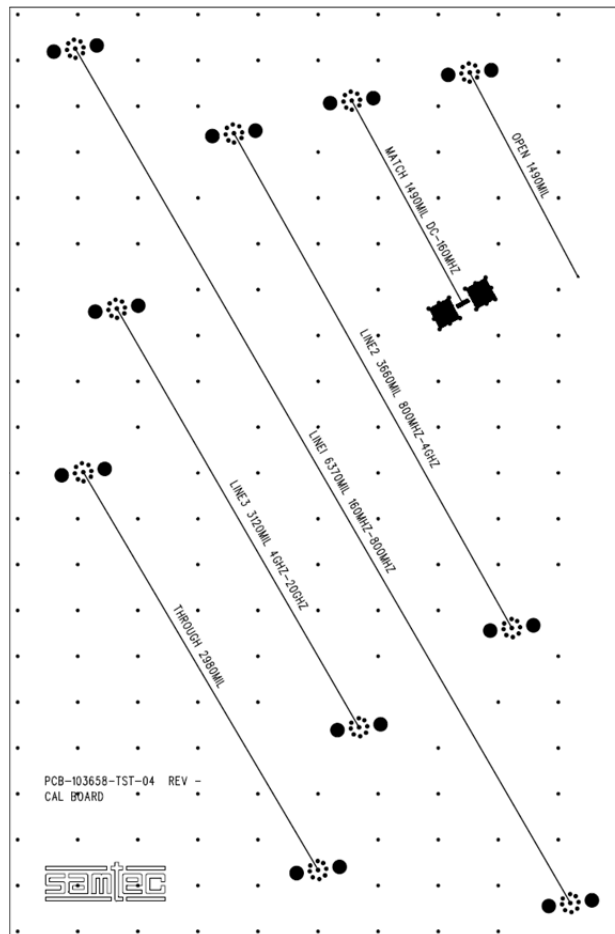 OPEN 1490MIL
MATCH 1490MIL DC-160MHZ
LINE2 3660MIL 800MHZ-4GHZ
LINE1 6370MIL 160MHZ-800MHZ
LINE3 3120MIL 4GHZ-20GHZ
THROUGH 2980MIL
PCB-103658-TST-04 REV -
CAL BOARD
samtec